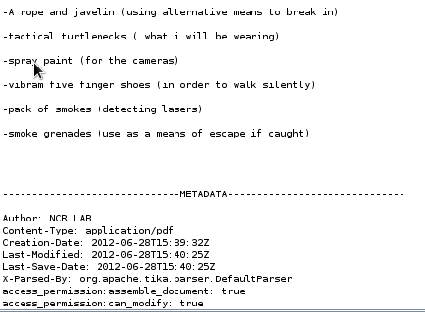 -A rope and javelin (using alternative means to break in)
-tactical turtlenecks ( what i will be wearing)
-spray paint (for the cameras)
-vibram five finger shoes (in order to walk silently)
-pack of smokes (detecting lasers)
-smoke grenades (use as a means of escape if caught)
------------------------------METADATA------------------------------
Author: NCR LAB
Content-Type: application/pdf
Creation-Date: 2012-06-28T15:39:32Z
Last-Modified: 2012-06-28T15:40:25Z
Last-Save-Date: 2012-06-28T15:40:25Z
X-Parsed-By: org.apache.tika.parser.DefaultParser
access_permission:assemble_document: true
access_permission:can_modify: true